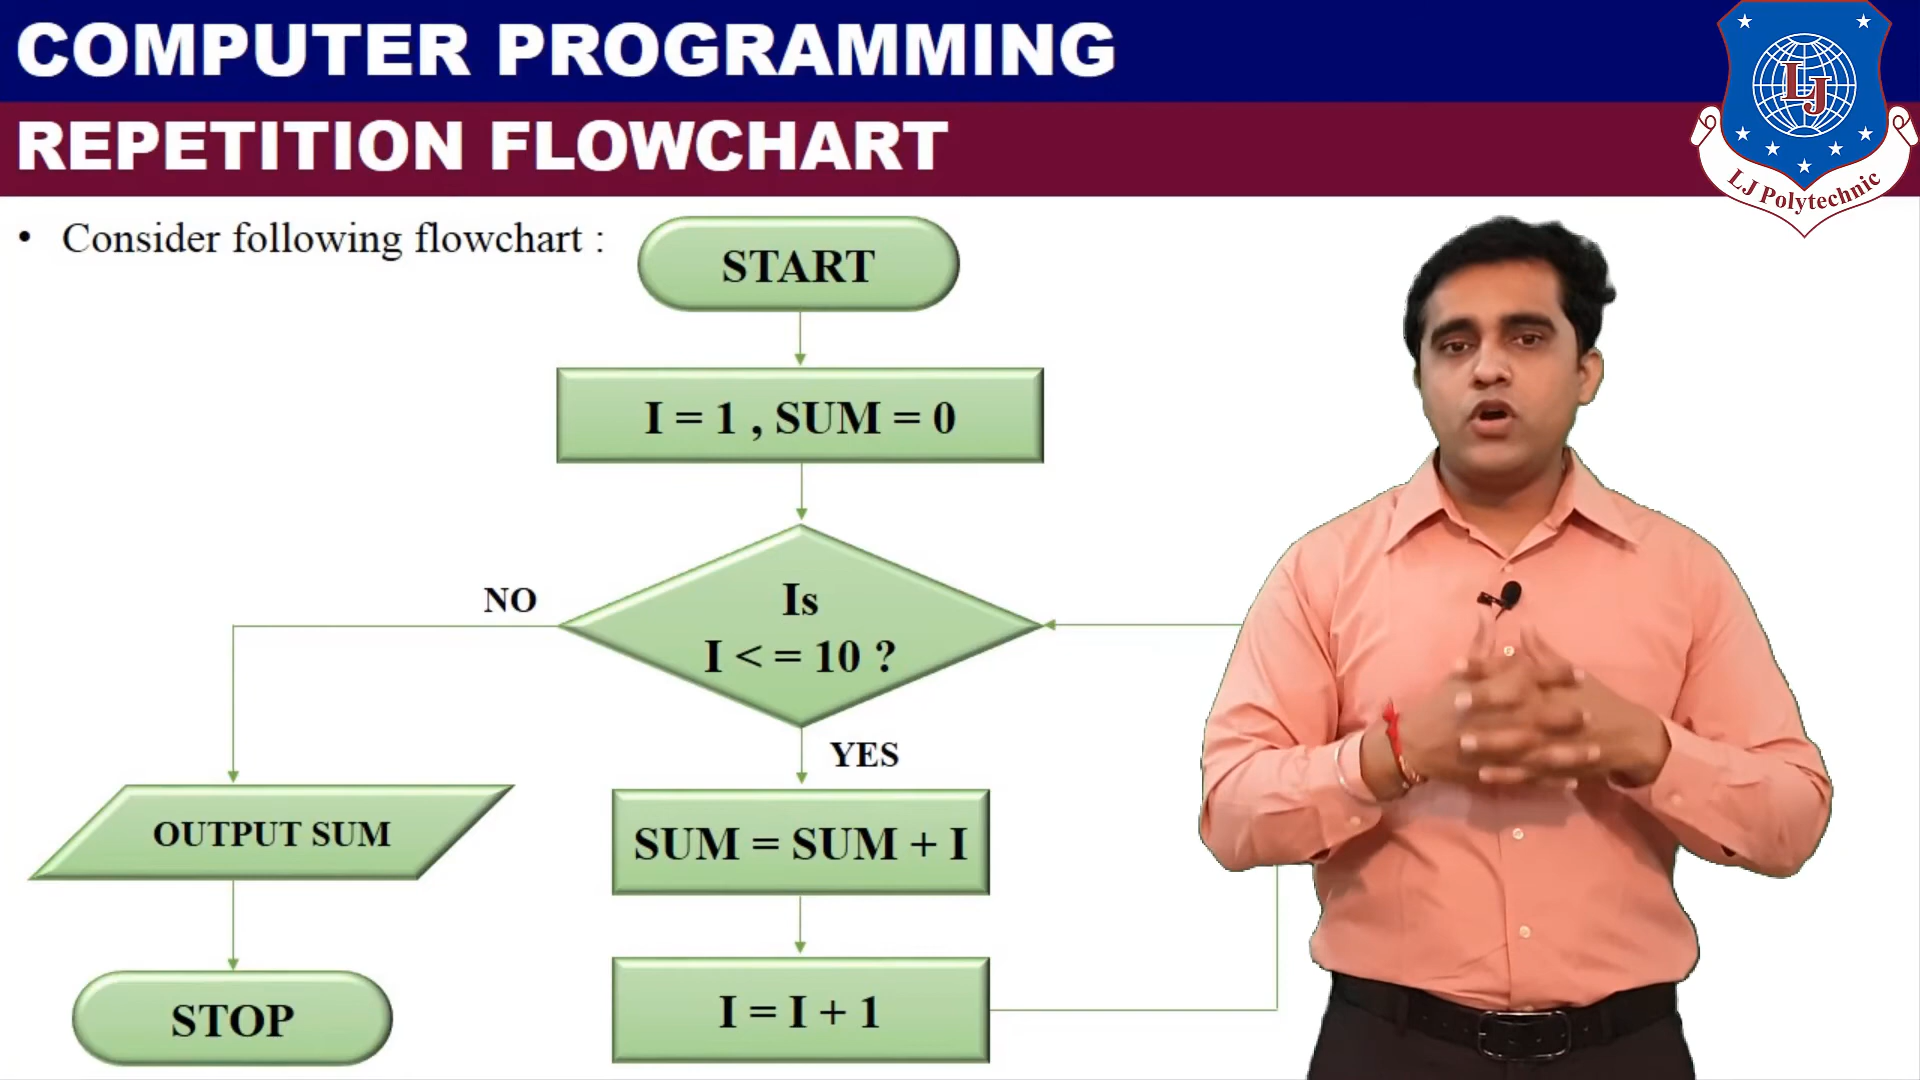 COMPUTER PROGRAMMING
REPETITION FLOWCHART
LJ
LJ Polytechnic
• Consider following flowchart :
START
I = 1 , SUM = 0
Is
I < = 10 ?
NO
YES
OUTPUT SUM
SUM = SUM + I
STOP
I = I + 1